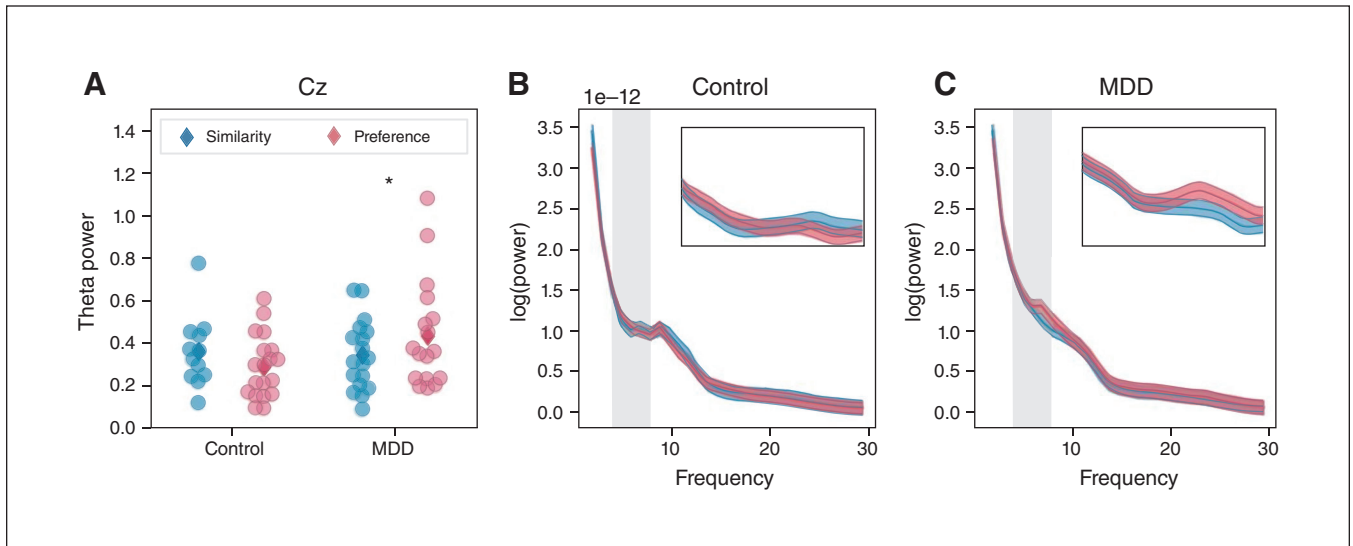 A
Cz
Similarity
Preference
1.4
1.2
1.0
0.8
0.6
0.4
0.2
0.0
Theta power
*
Control
MDD
B
1e–12
Control
3.5
3.0
2.5
2.0
1.5
1.0
0.5
0.0
log(power)
10
20
30
Frequency
C
MDD
3.5
3.0
2.5
2.0
1.5
1.0
0.5
0.0
log(power)
10
20
30
Frequency